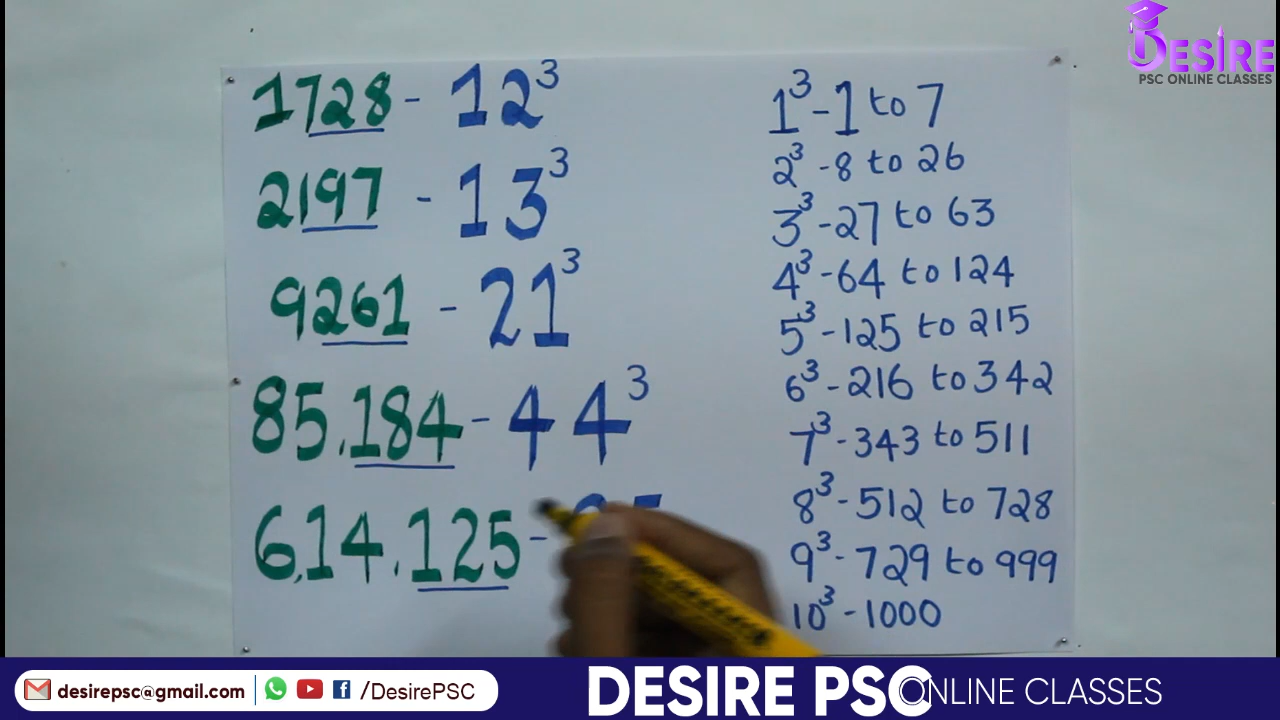 DESIRE
PSC ONLINE CLASSES
1728 - 12³
2197 - 13³
9261 - 21³
85,184 - 44³
6,14,125 -
1³ - 1 to 7
2³ - 8 to 26
3³ - 27 to 63
4³ - 64 to 124
5³ - 125 to 215
6³ - 216 to 342
7³ - 343 to 511
8³ - 512 to 728
9³ - 729 to 999
10³ - 1000
desirepsc@gmail.com
/DesirePSC
DESIRE PSC ONLINE CLASSES